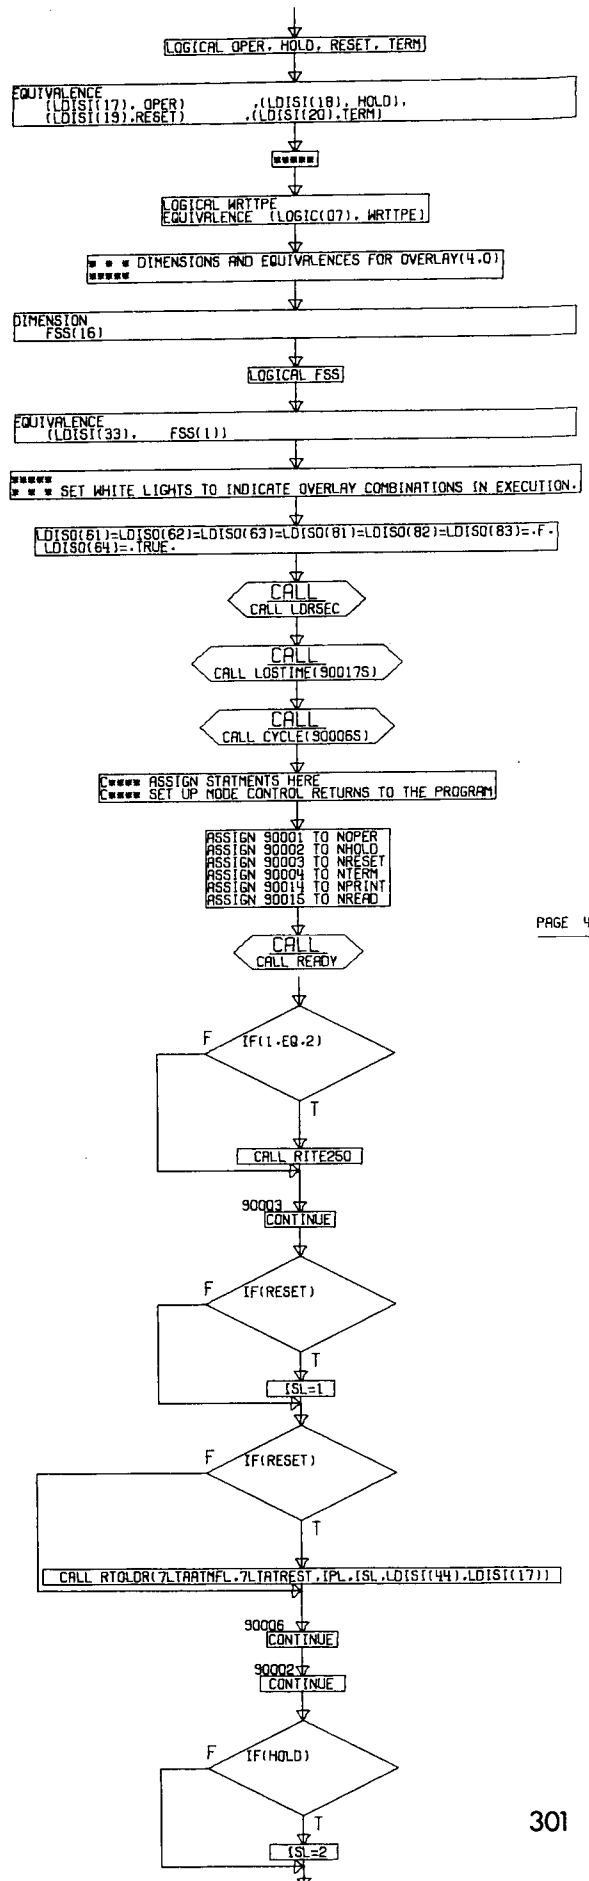 LOGICAL OPER, HOLD, RESET, TERM
EQUIVALENCE
(LDISI(17), OPER) ,(LDISI(18), HOLD),
(LDISI(19),RESET) ,(LDISI(20),TERM)
*****
LOGICAL WRTTPE
EQUIVALENCE (LOGIC(07), WRTTPE)
* * * DIMENSIONS AND EQUIVALENCES FOR OVERLAY(4,0)
*****
DIMENSION
FSS(16)
LOGICAL FSS
EQUIVALENCE
(LDISI(33), FSS(1))
*****
* * * SET WHITE LIGHTS TO INDICATE OVERLAY COMBINATIONS IN EXECUTION.
LDISO(61)=LDISO(62)=LDISO(63)=LDISO(81)=LDISO(82)=LDISO(83)=.F.
LDISO(64)=.TRUE.
CALL
CALL LDRSEC
CALL
CALL LOSTIME(90017S)
CALL
CALL CYCLE(90006S)
C**** ASSIGN STATMENTS HERE
C**** SET UP MODE CONTROL RETURNS TO THE PROGRAM
ASSIGN 90001 TO NOPER
ASSIGN 90002 TO NHOLD
ASSIGN 90003 TO NRESET
ASSIGN 90004 TO NTERM
ASSIGN 90014 TO NPRINT
ASSIGN 90015 TO NREAD
PAGE 4
CALL
CALL READY
F IF(1.EQ.2)
T
CALL RITE250
90003
CONTINUE
F IF(RESET)
T
ISL=1
F IF(RESET)
T
CALL RTOLDR(7LTAATMFL,7LTATREST,IPL,ISL,LDISI(44),LDISI(17))
90006
CONTINUE
90002
CONTINUE
F IF(HOLD)
T
ISL=2
301